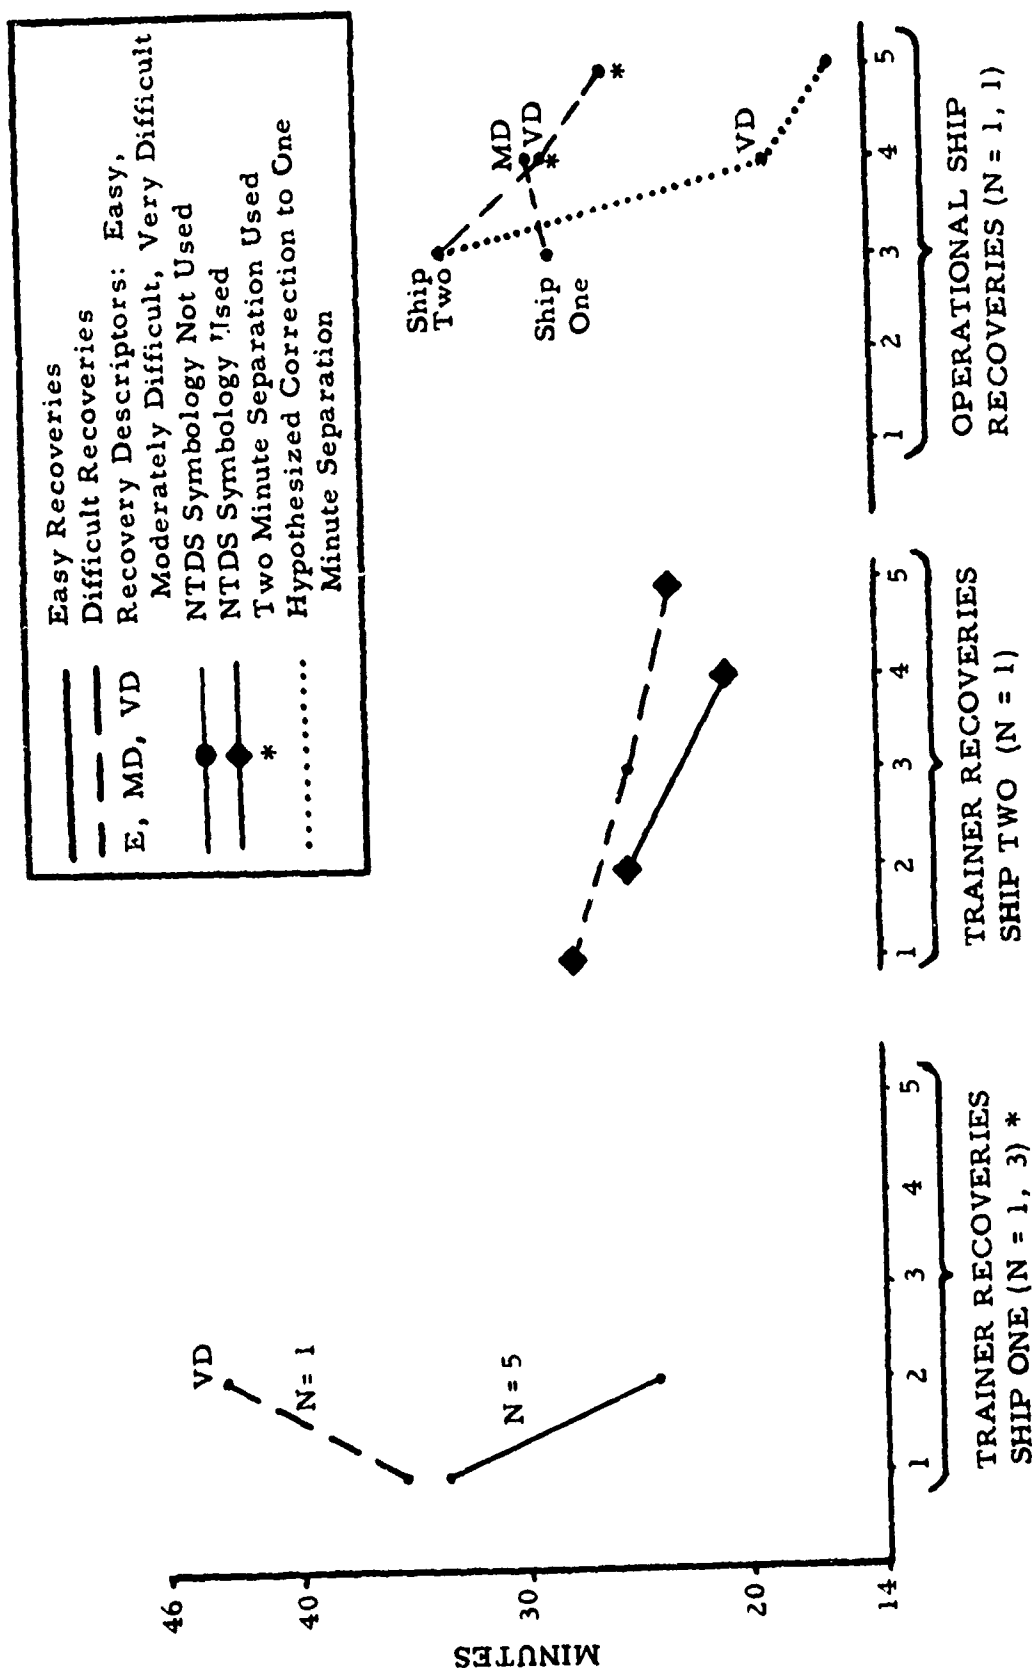 Easy Recoveries
Difficult Recoveries
E, MD, VD Recovery Descriptors: Easy,
Moderately Difficult, Very Difficult
NTDS Symbology Not Used
NTDS Symbology Used
* Two Minute Separation Used
Hypothesized Correction to One
Minute Separation
MINUTES
46
40
30
20
14
VD
N = 1
N = 5
1 2 3 4 5
TRAINER RECOVERIES
SHIP ONE (N = 1, 3) *
1 2 3 4 5
TRAINER RECOVERIES
SHIP TWO (N = 1)
Ship
Two
Ship
One
MD
VD
*
*
VD
1 2 3 4 5
OPERATIONAL SHIP
RECOVERIES (N = 1, 1)